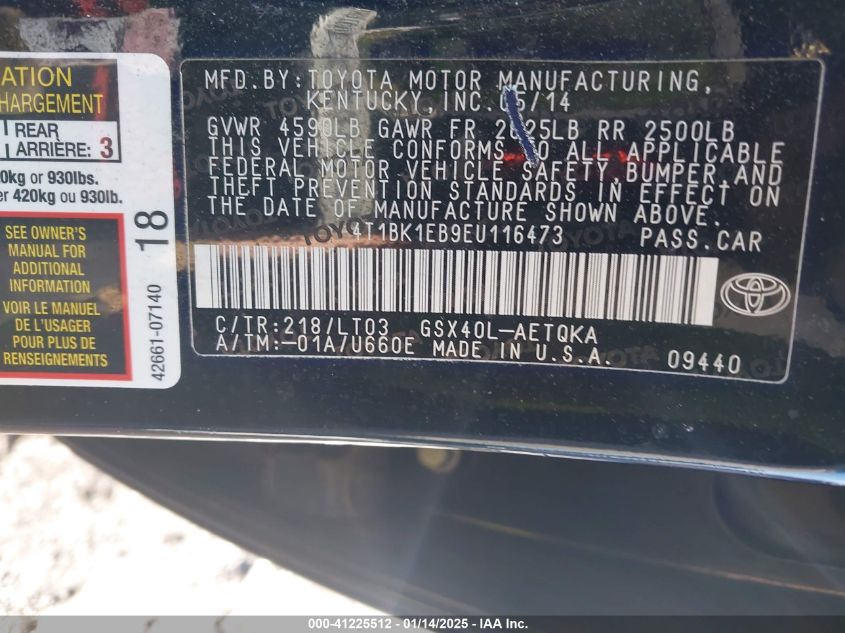 ATION
HARGEMENT
REAR
ARRIÈRE: 3
0kg or 930lbs.
er 420kg ou 930lb.
SEE OWNER'S
MANUAL FOR
ADDITIONAL
INFORMATION
VOIR LE MANUEL
DE L'USAGER
POUR PLUS DE
RENSEIGNEMENTS
18
42661-07140
MFD.BY:TOYOTA MOTOR MANUFACTURING,
KENTUCKY,INC. 05/14
GVWR 4590LB GAWR FR 2625LB RR 2500LB
THIS VEHICLE CONFORMS TO ALL APPLICABLE
FEDERAL MOTOR VEHICLE SAFETY,BUMPER,AND
THEFT PREVENTION STANDARDS IN EFFECT ON
THE DATE OF MANUFACTURE SHOWN ABOVE.
4T1BK1EB9EU116473 PASS.CAR
C/TR:218/LT03 GSX40L-AETQKA
A/TM:-01A/U660E MADE IN U.S.A.
09440
TOYOTA
000-41225512 - 01/14/2025 - IAA Inc.